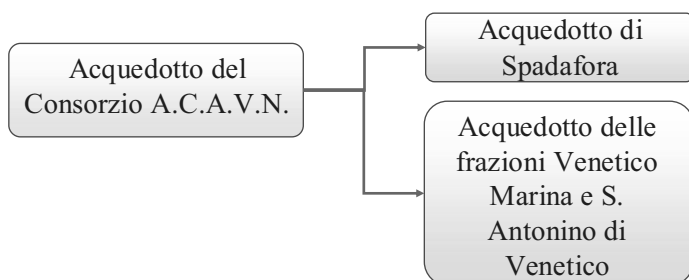 Acquedotto del
Consorzio A.C.A.V.N.
Acquedotto di
Spadafora
Acquedotto delle
frazioni Venetico
Marina e S.
Antonino di
Venetico